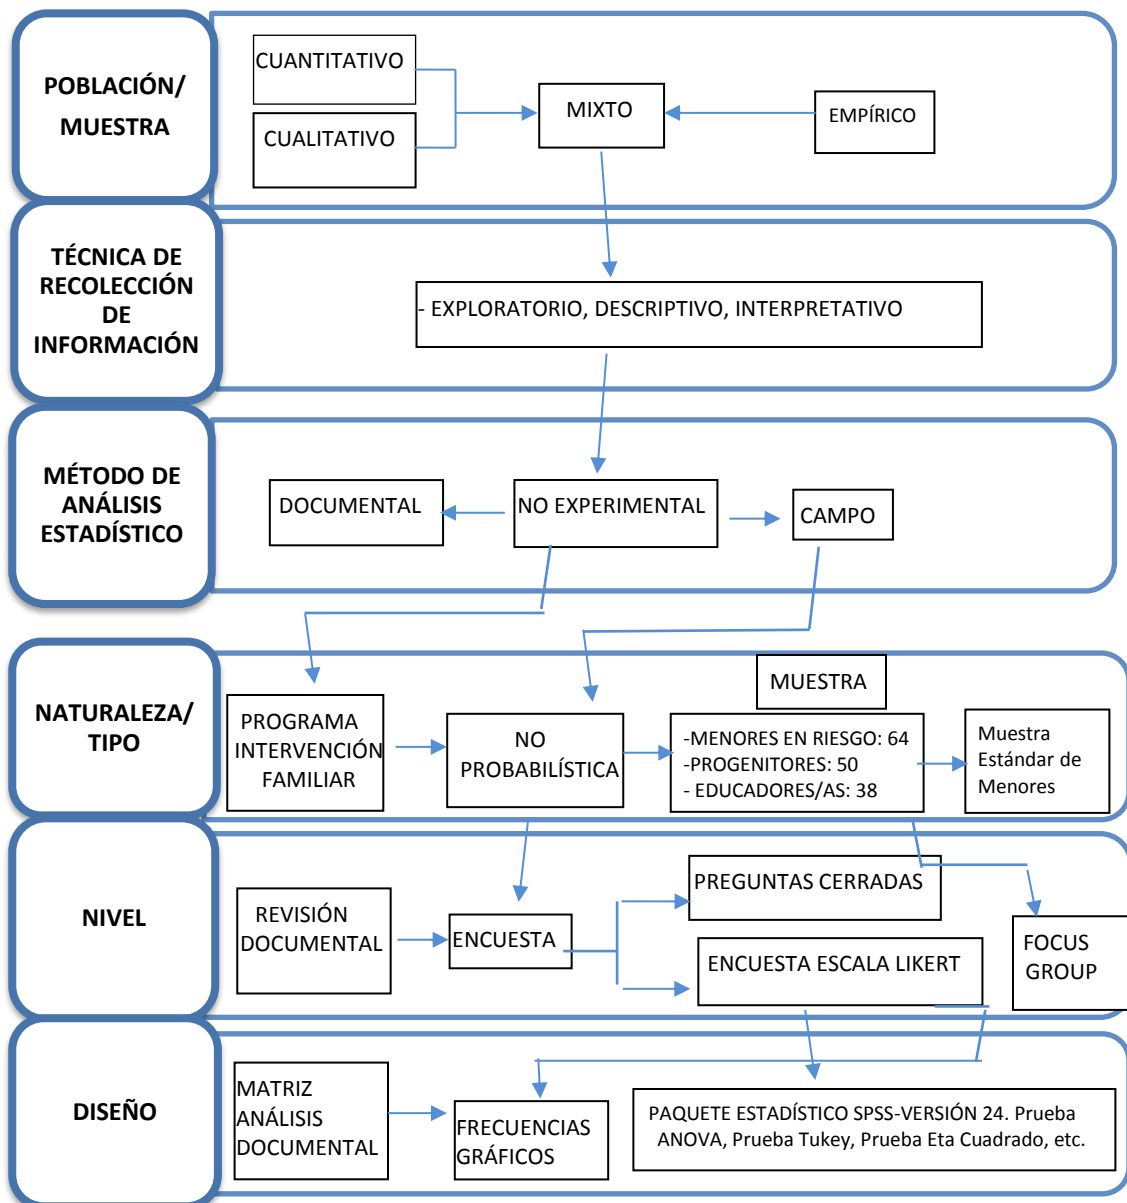 POBLACIÓN/
MUESTRA
CUANTITATIVO
CUALITATIVO
MIXTO
EMPÍRICO
TÉCNICA DE
RECOLECCIÓN
DE
INFORMACIÓN
- EXPLORATORIO, DESCRIPTIVO, INTERPRETATIVO
MÉTODO DE
ANÁLISIS
ESTADÍSTICO
DOCUMENTAL
NO EXPERIMENTAL
CAMPO
NATURALEZA/
TIPO
PROGRAMA
INTERVENCIÓN
FAMILIAR
NO
PROBABILÍSTICA
MUESTRA
-MENORES EN RIESGO: 64
-PROGENITORES: 50
- EDUCADORES/AS: 38
Muestra
Estándar de
Menores
NIVEL
REVISIÓN
DOCUMENTAL
ENCUESTA
PREGUNTAS CERRADAS
ENCUESTA ESCALA LIKERT
FOCUS
GROUP
DISEÑO
MATRIZ
ANÁLISIS
DOCUMENTAL
FRECUENCIAS
GRÁFICOS
PAQUETE ESTADÍSTICO SPSS-VERSIÓN 24. Prueba
ANOVA, Prueba Tukey, Prueba Eta Cuadrado, etc.